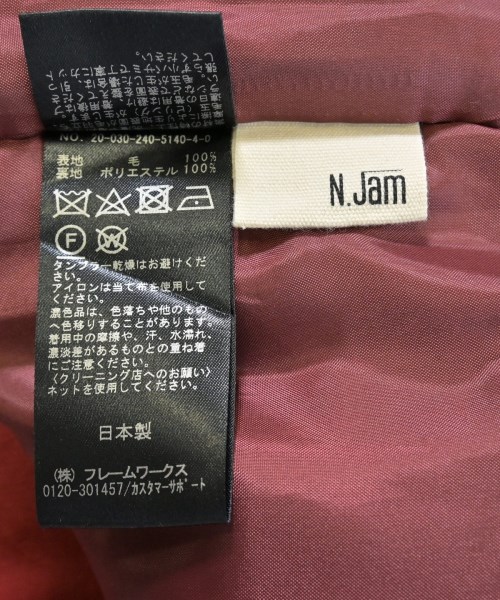 NO. 20-030-240-5140-4-0
表地 毛 100%
裏地 ポリエステル 100%
F W
タンブラー乾燥はお避けくださ
い。
アイロンは当て布を使用してく
ださい。
濃色品は、色落ちや他のもの
へ色移りすることがあります。
着用中の摩擦や、汗、水濡れ、
濃淡差があるものとの重ね着
にご注意ください。
〈クリーニング店へのお願い〉
ネットを使用してください。
日本製
(株) フレームワークス
0120-301457/カスタマーサポート
N.Jam